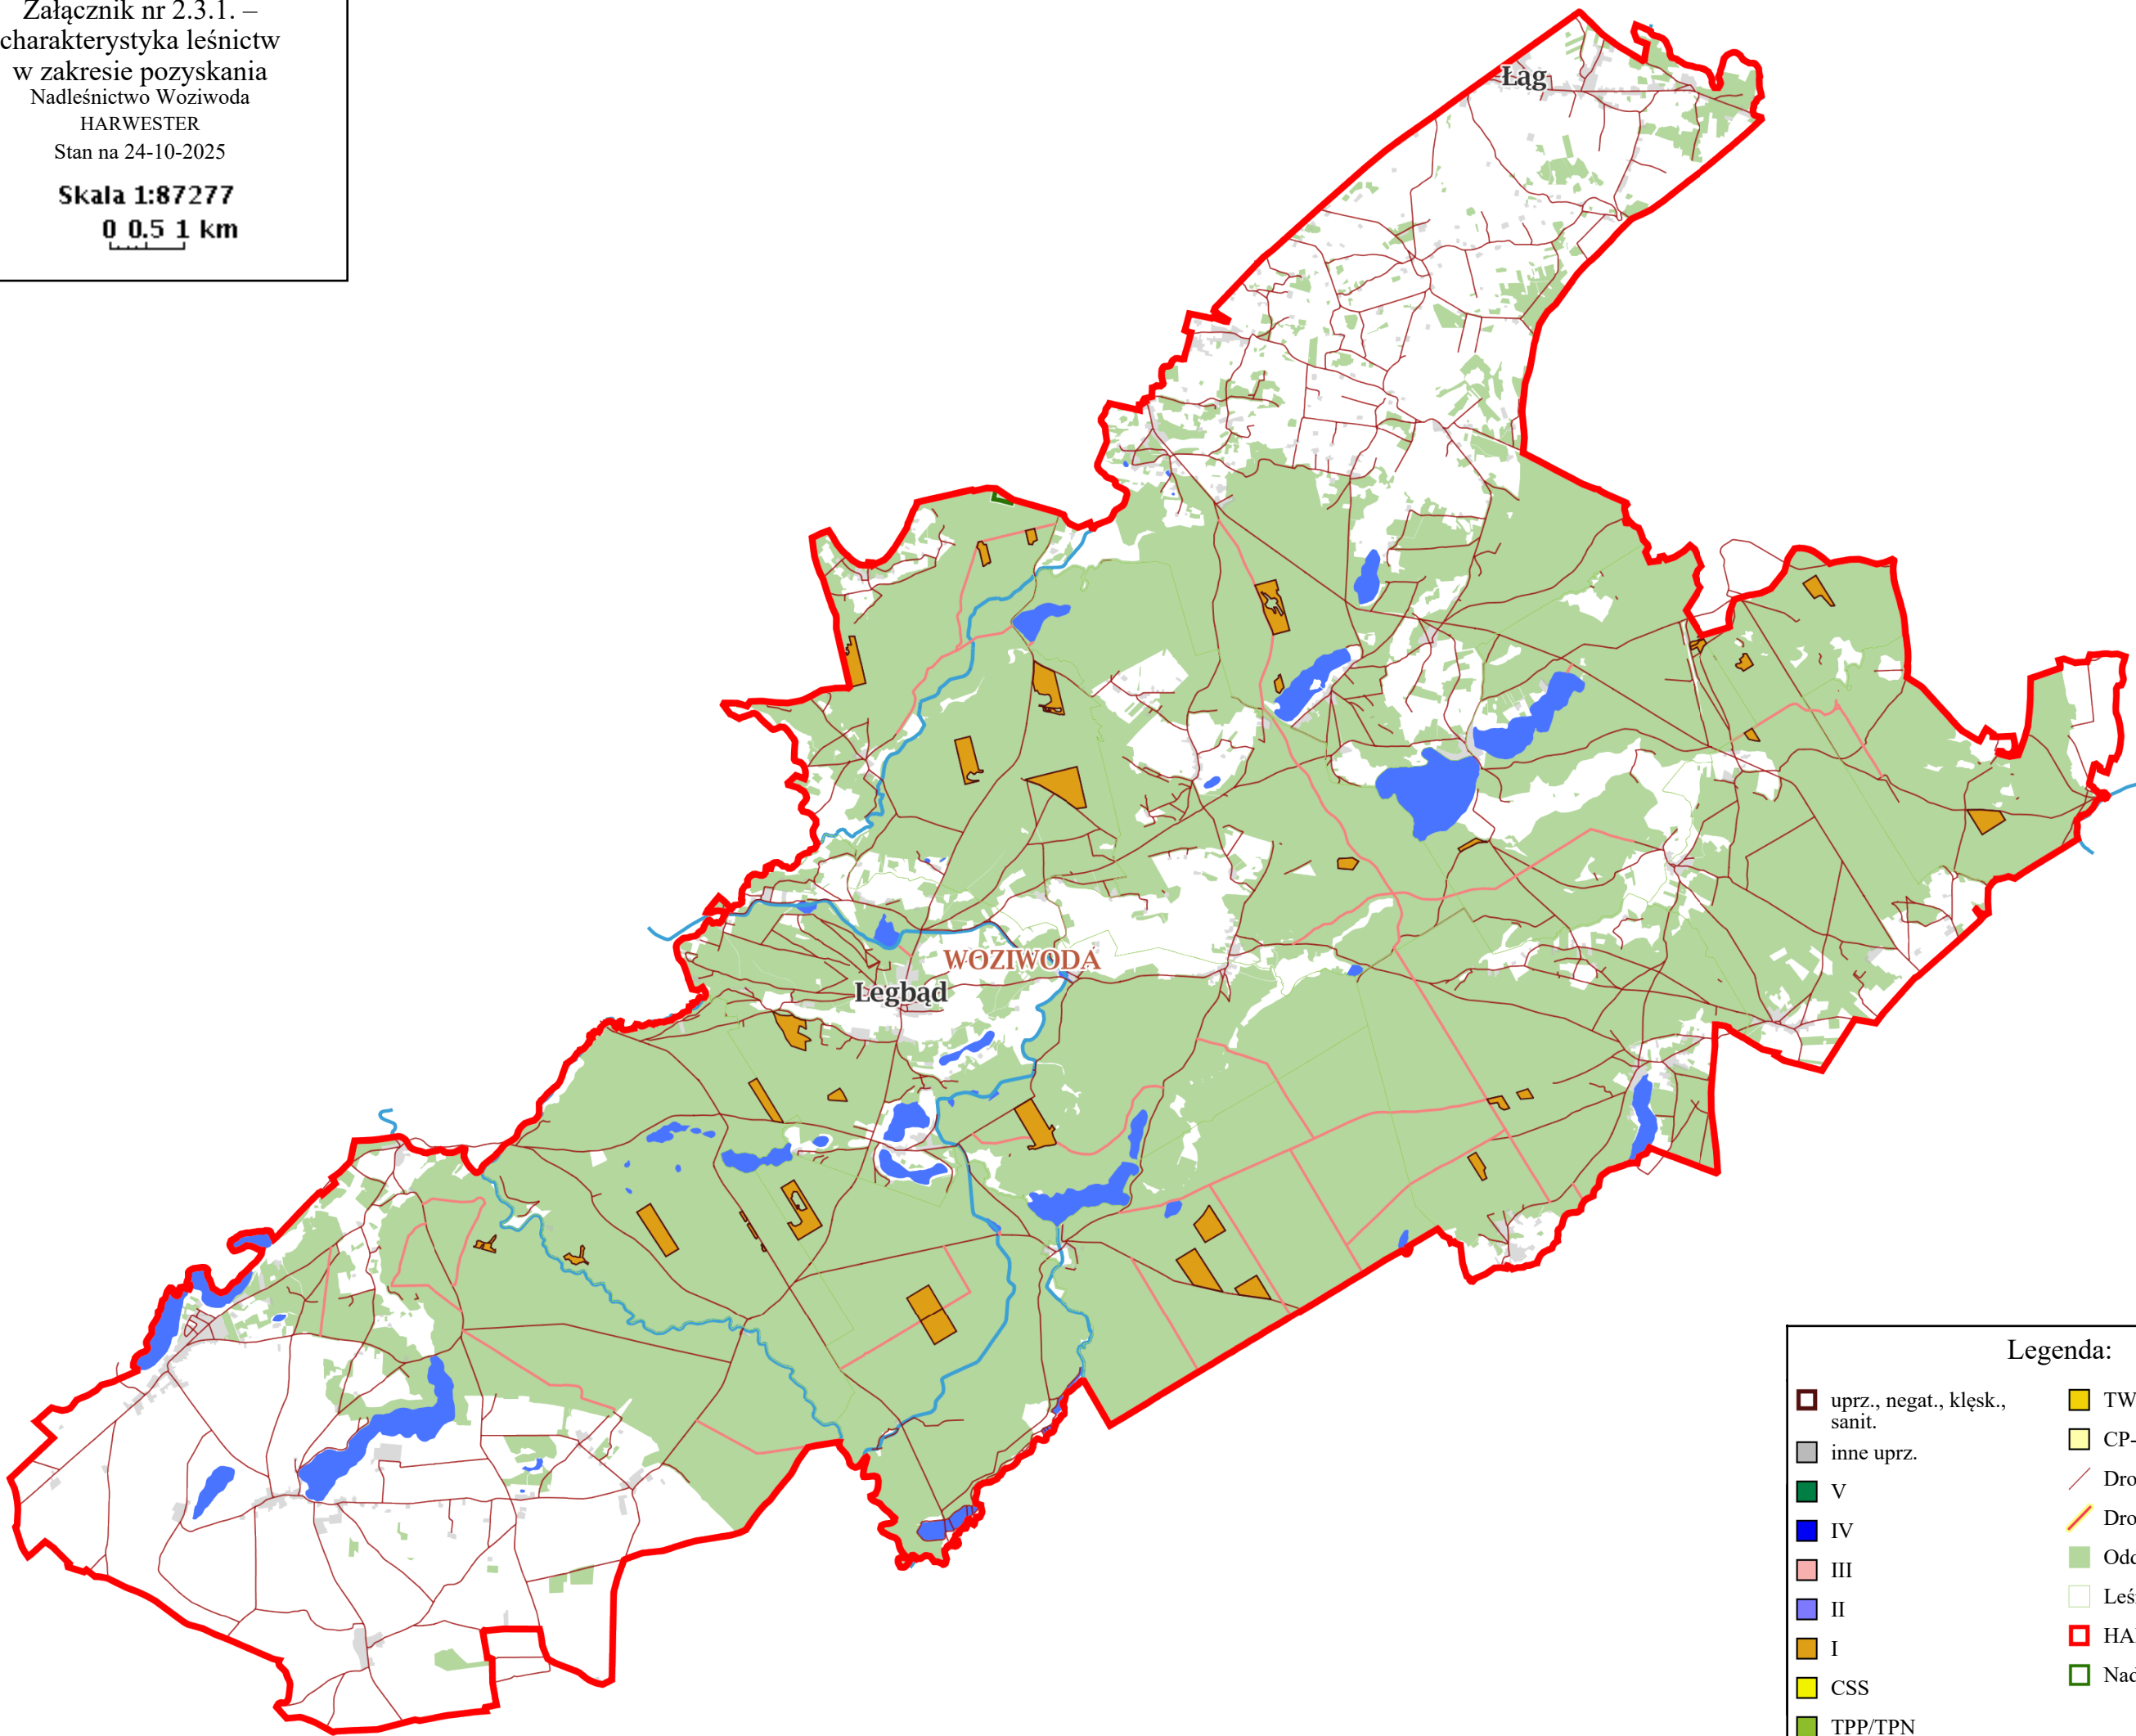 Załącznik nr 2.3.1. –
charakterystyka leśnictw
w zakresie pozyskania
Nadleśnictwo Woziwoda
HARWESTER
Stan na 24-10-2025
Skala 1:87277
0 0.5 1 km
Łąg
WOZIWODA
Legbąd
Legenda:
uprz., negat., klęsk.,
sanit.
inne uprz.
V
IV
III
II
I
CSS
TPP/TPN
TW
CP-